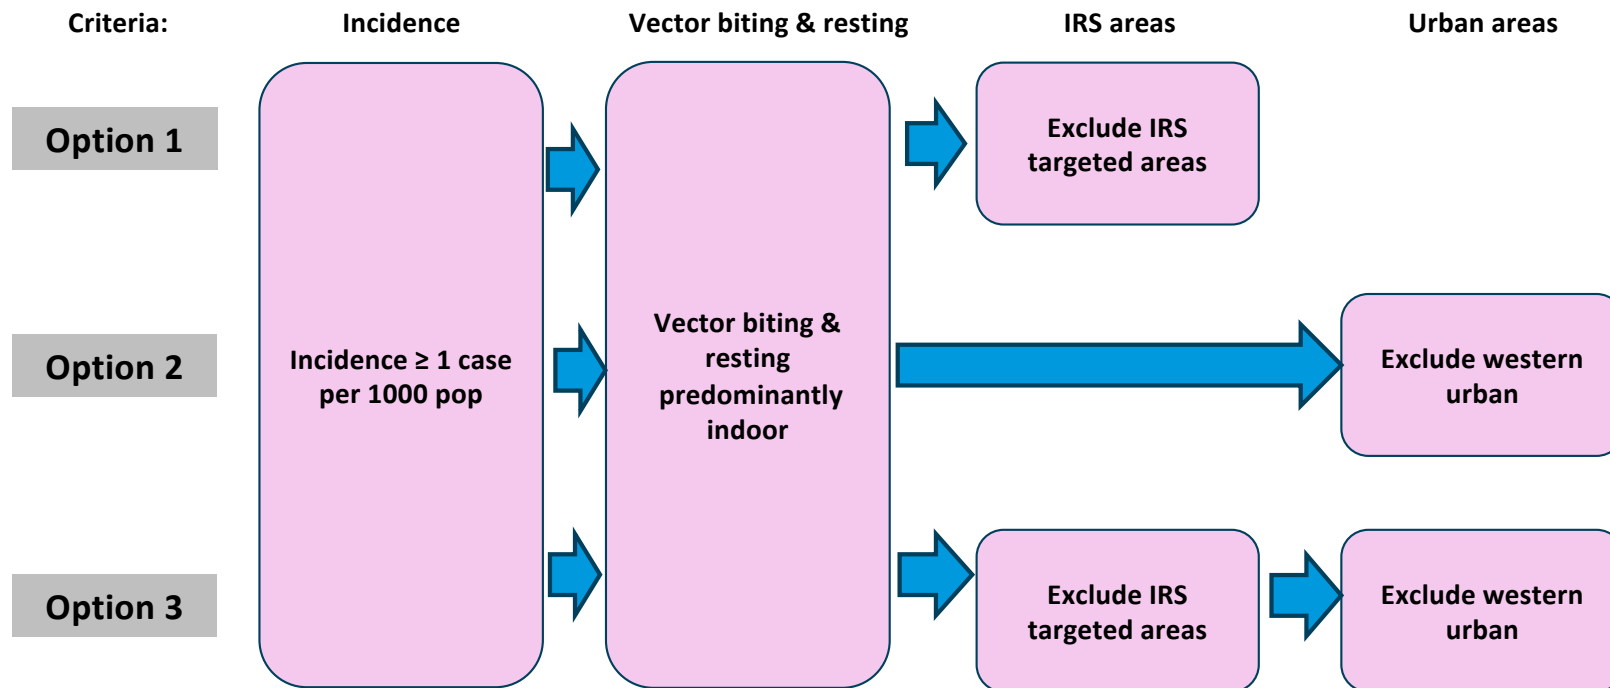 Criteria:
Incidence
Vector biting & resting
IRS areas
Urban areas
Option 1
Exclude IRS
targeted areas
Option 2
Incidence ≥ 1 case
per 1000 pop
Vector biting &
resting
predominantly
indoor
Exclude western
urban
Option 3
Exclude IRS
targeted areas
Exclude western
urban